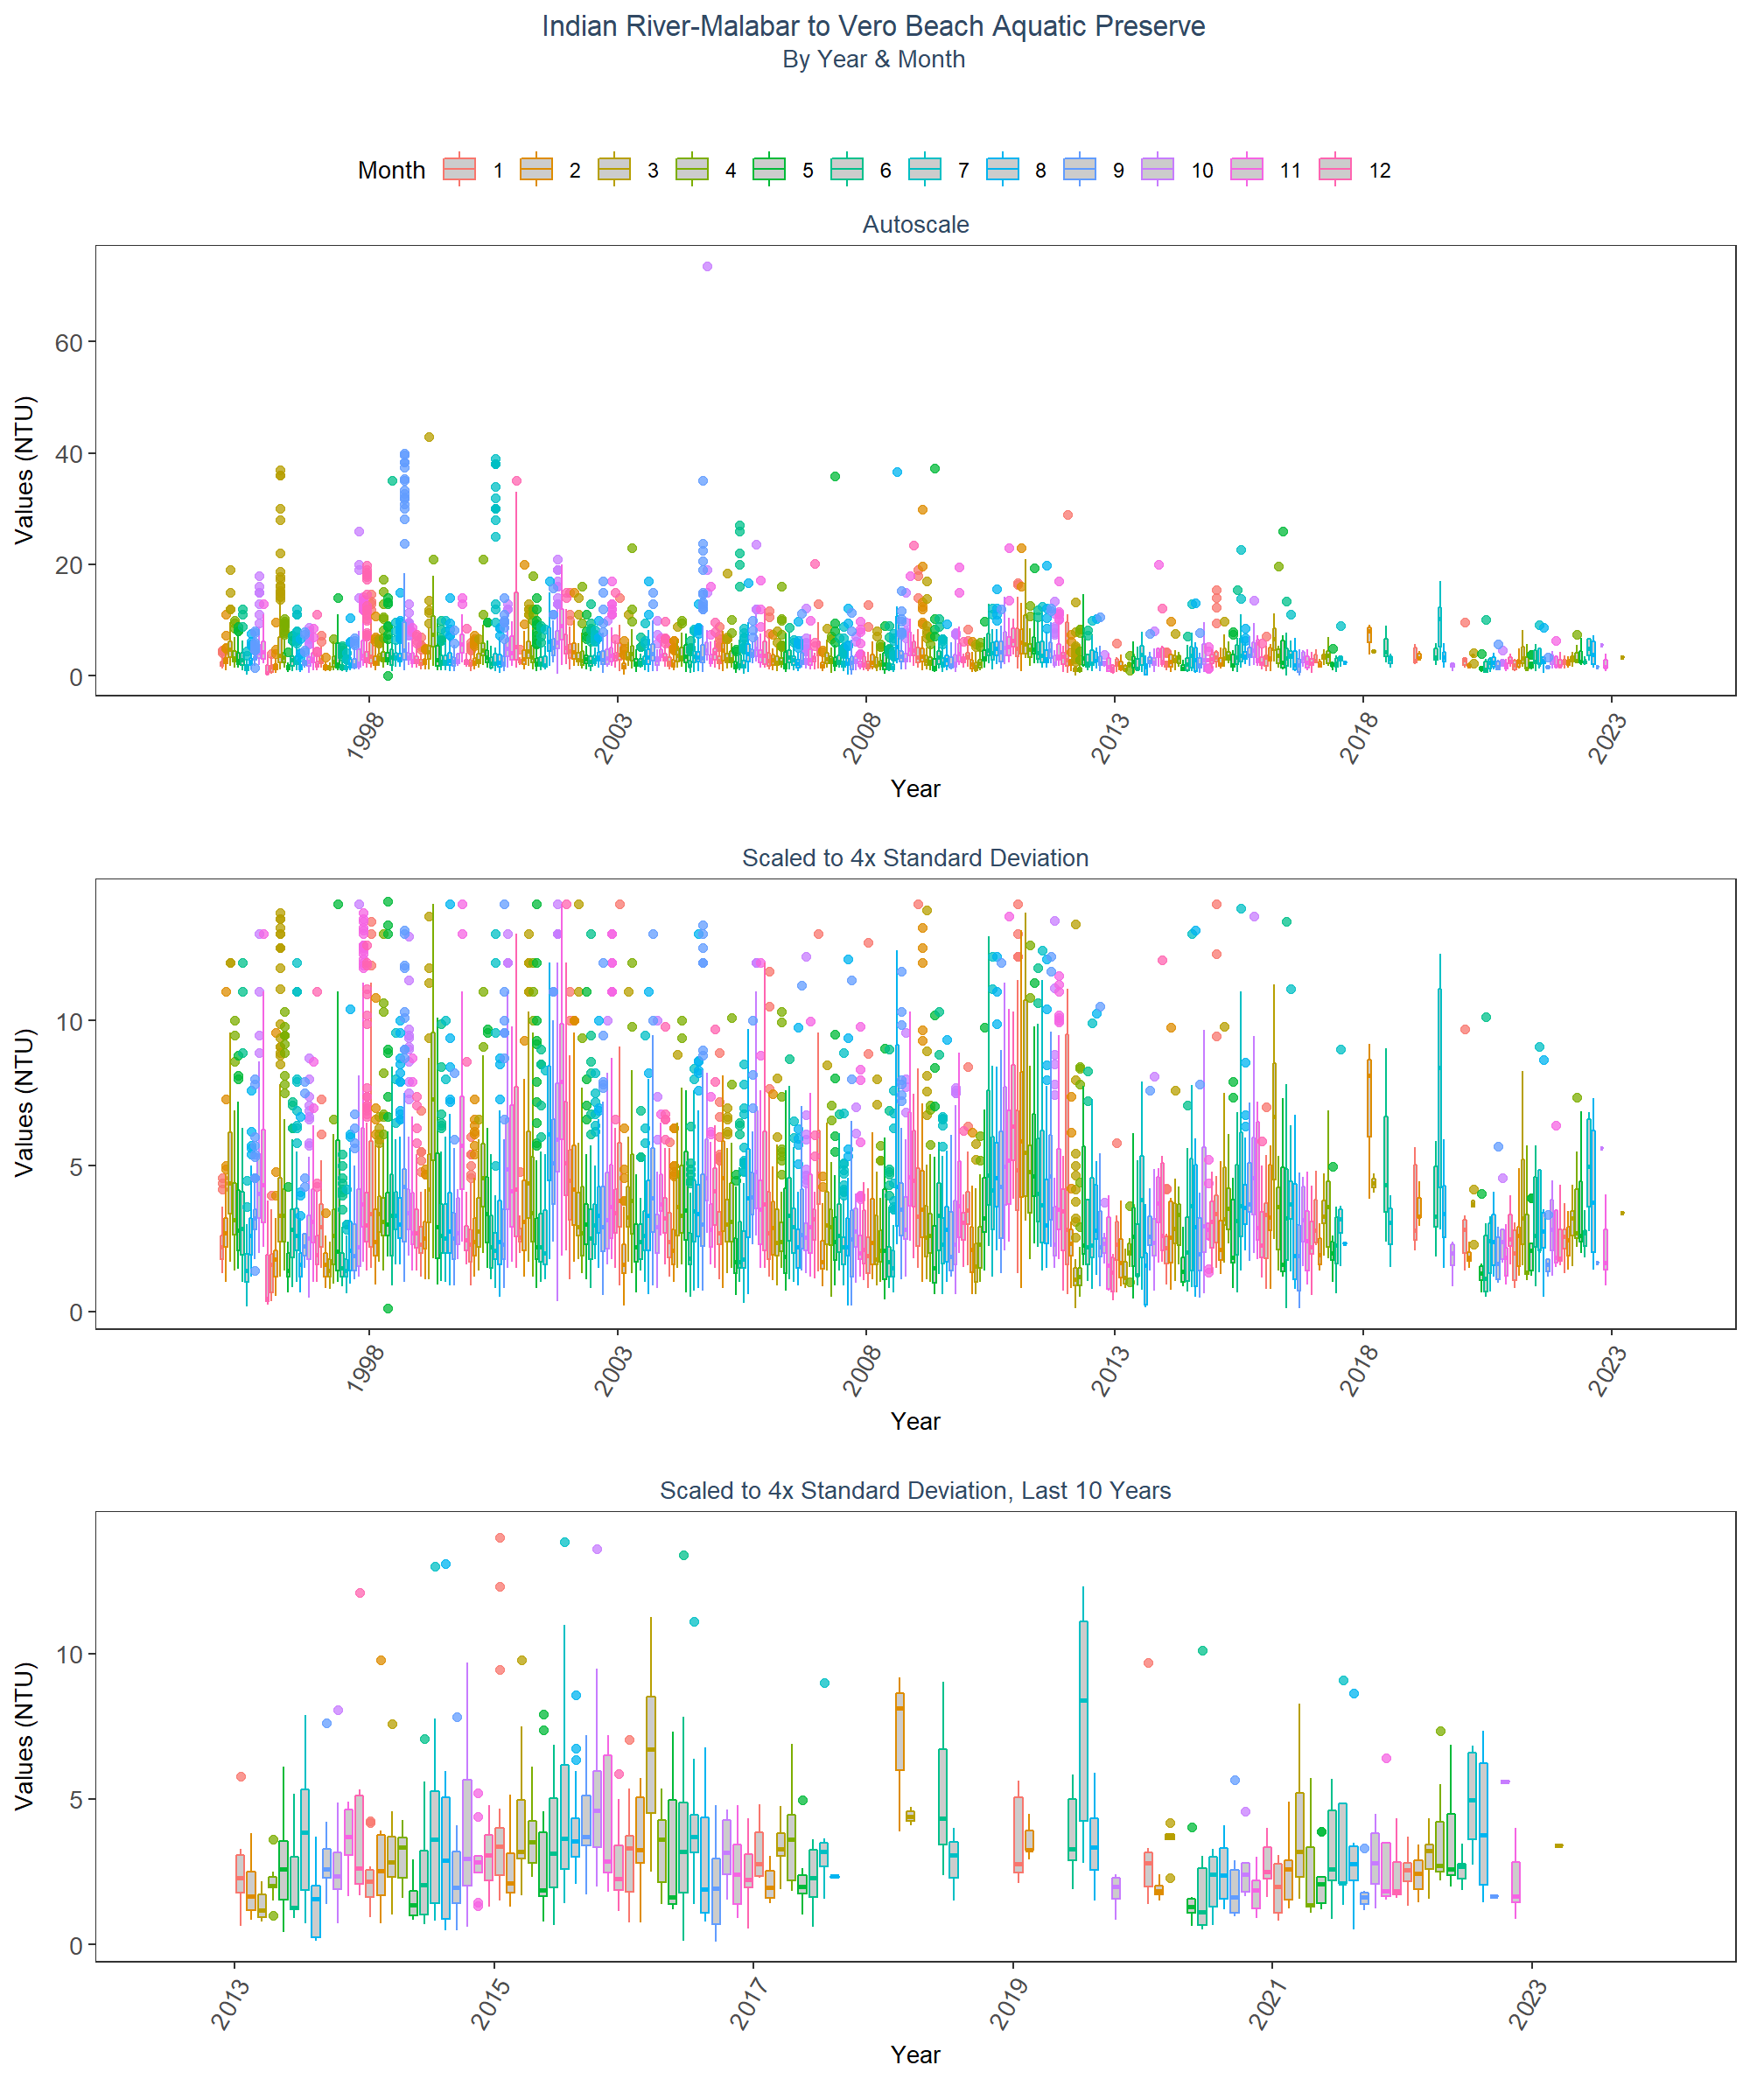 Indian River-Malabar to Vero Beach Aquatic Preserve
By Year & Month
Month 1 2 3 4 5 6 7 8 9 10 11 12
Autoscale
Values (NTU)
60
40
20
0
1998 2003 2008 2013 2018 2023
Year
Scaled to 4x Standard Deviation
Values (NTU)
10
5
0
1998 2003 2008 2013 2018 2023
Year
Scaled to 4x Standard Deviation, Last 10 Years
Values (NTU)
10
5
0
2013 2015 2017 2019 2021 2023
Year